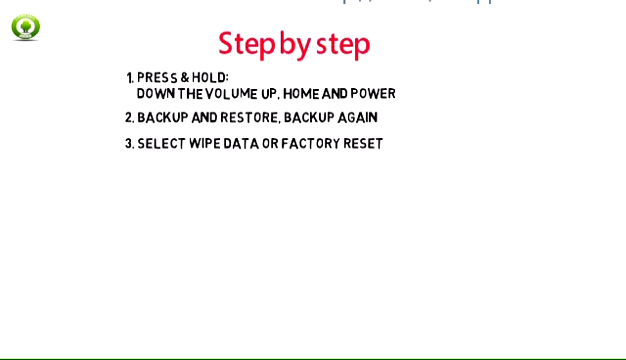 Step by step
1. PRESS & HOLD:
DOWN THE VOLUME UP, HOME AND POWER
2. BACKUP AND RESTORE, BACKUP AGAIN
3. SELECT WIPE DATA OR FACTORY RESET